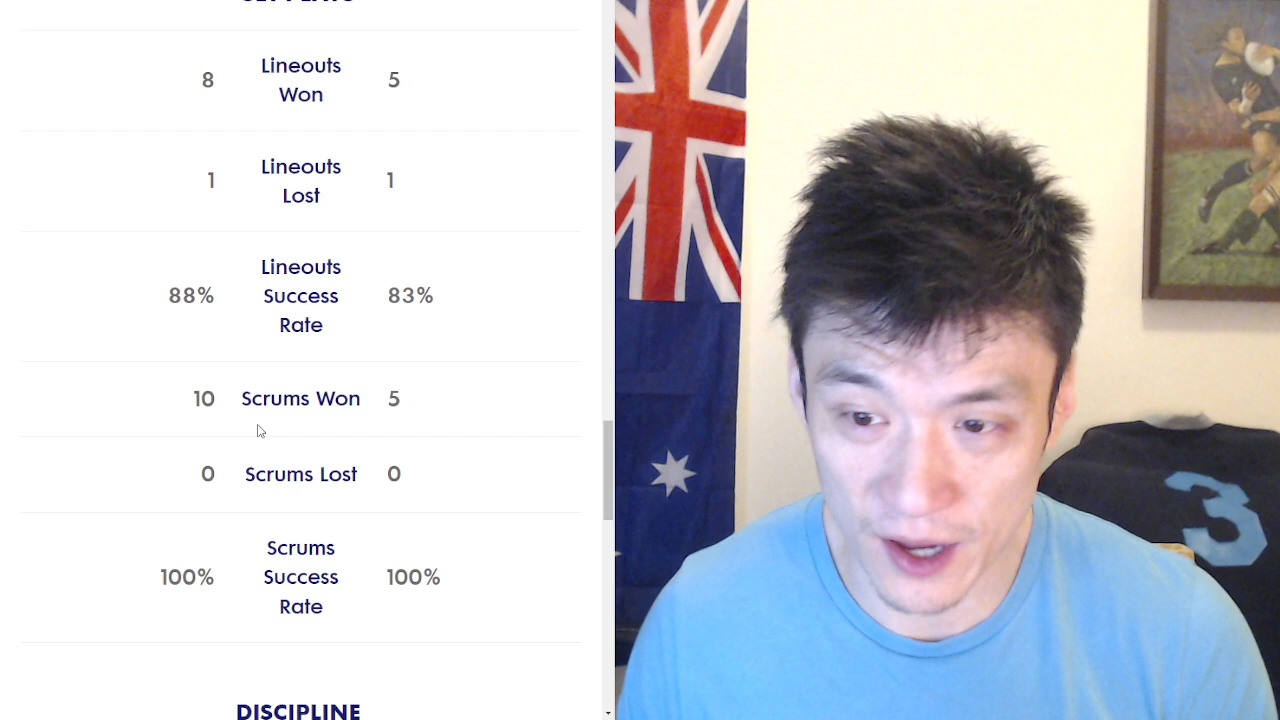 8 Lineouts Won 5
1 Lineouts Lost 1
88% Lineouts Success Rate 83%
10 Scrums Won 5
0 Scrums Lost 0
100% Scrums Success Rate 100%
DISCIPLINE
3